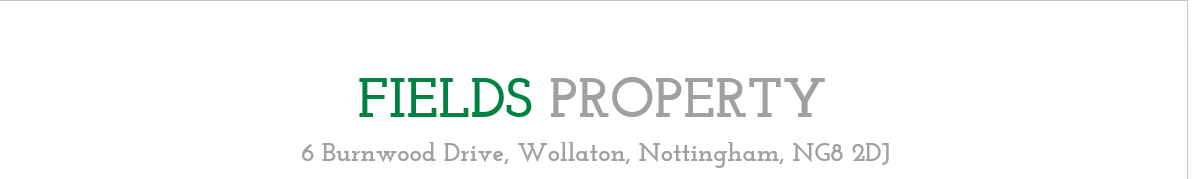 FIELDS PROPERTY
6 Burnwood Drive, Wollaton, Nottingham, NG8 2DJ